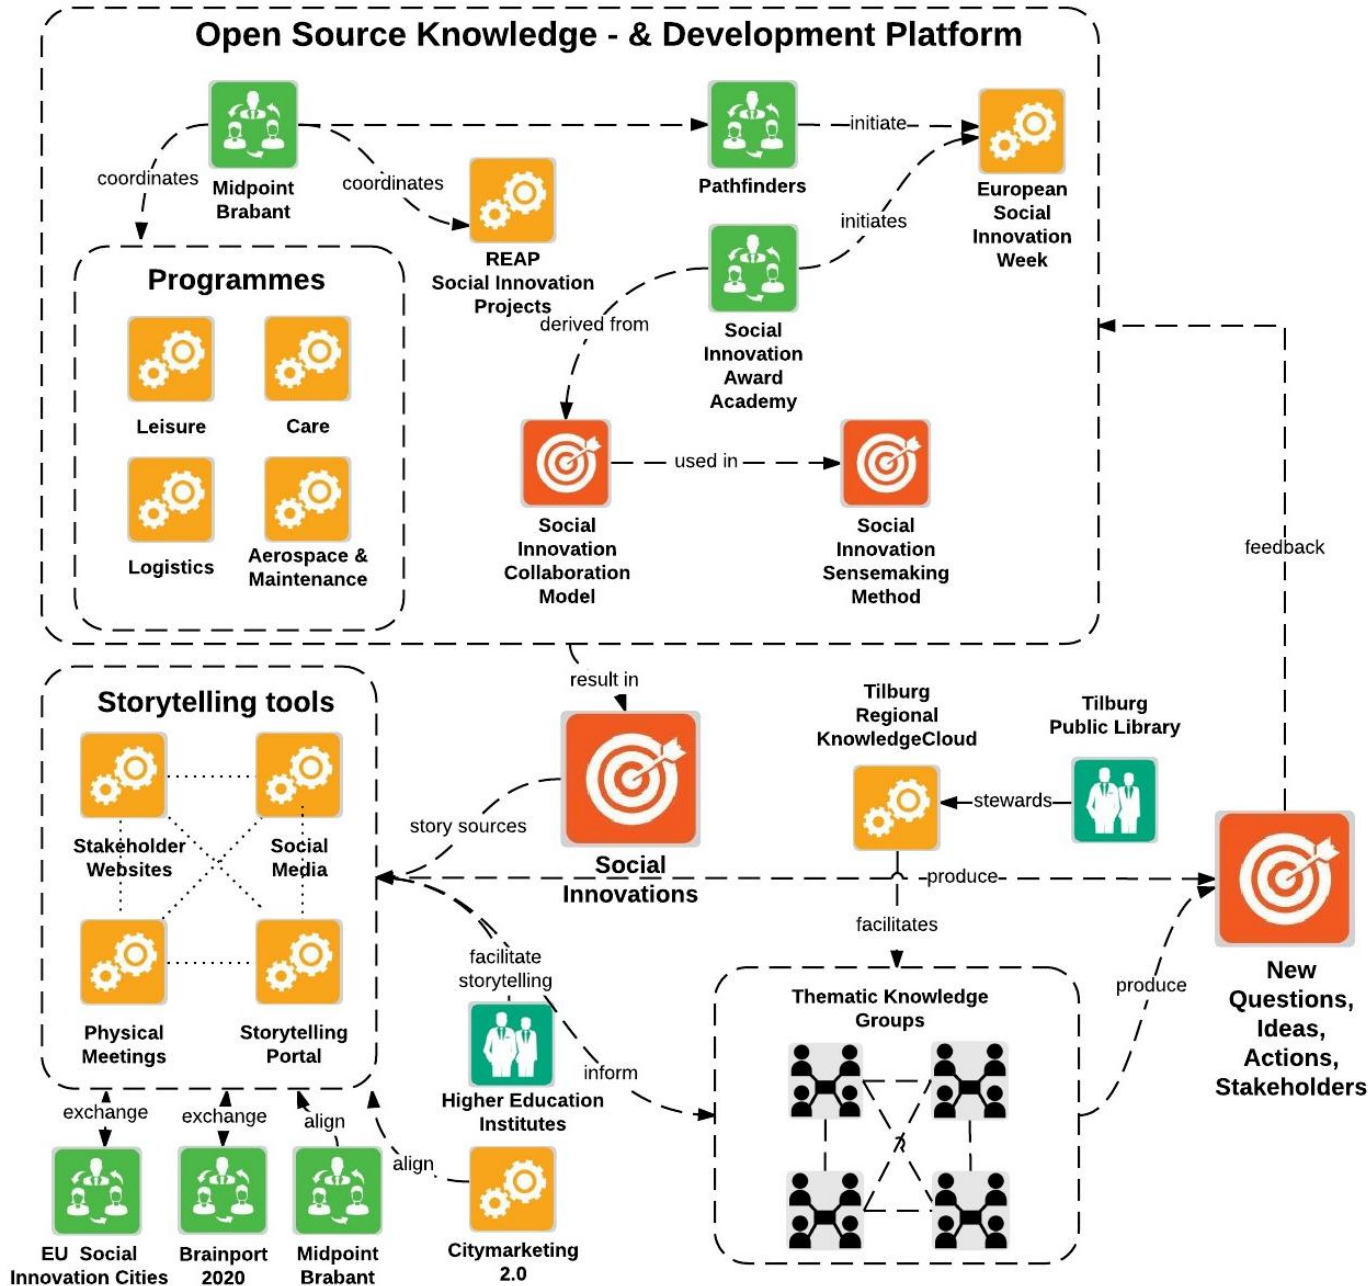 Open Source Knowledge - & Development Platform
coordinates
Midpoint
Brabant
coordinates
REAP
Social Innovation
Projects
Pathfinders
initiate
initiates
European
Social
Innovation
Week
Social
Innovation
Award
Academy
derived from
Programmes
Leisure
Care
Logistics
Aerospace &
Maintenance
Social
Innovation
Collaboration
Model
used in
Social
Innovation
Sensemaking
Method
feedback
result in
Storytelling tools
Stakeholder
Websites
Social
Media
Physical
Meetings
Storytelling
Portal
story sources
Social
Innovations
Tilburg
Regional
KnowledgeCloud
Tilburg
Public Library
stewards
produce
facilitates
facilitate
storytelling
Higher Education
Institutes
inform
Thematic Knowledge
Groups
produce
New
Questions,
Ideas,
Actions,
Stakeholders
exchange
exchange
align
align
EU Social
Innovation Cities
Brainport
2020
Midpoint
Brabant
Citymarketing
2.0